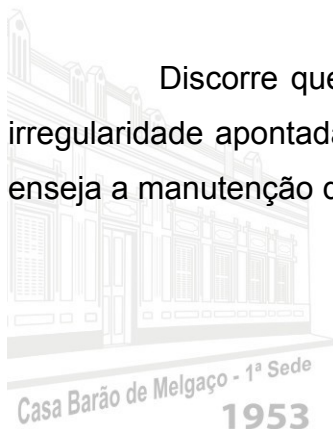 Discorre que
irregularidade apontada
enseja a manutenção
Casa Barão de Melgaço - 1ª Sede
1953